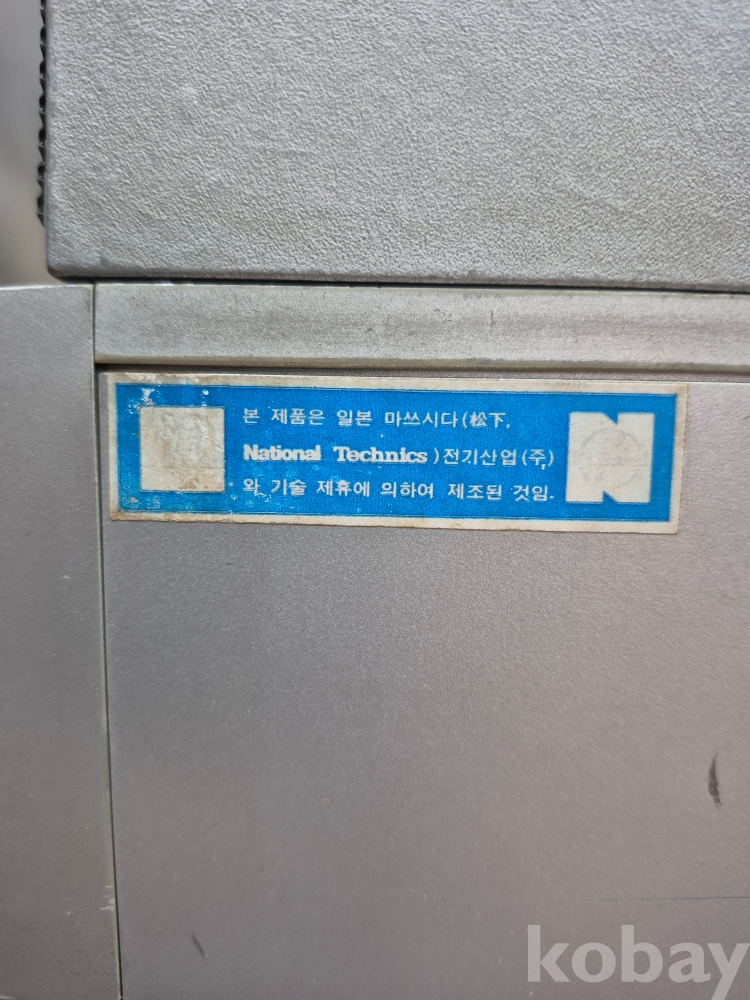 본 제품은 일본 마쓰시다(松下,
National Technics)전기산업(주)
와 기술 제휴에 의하여 제조된 것임.
N
kobay